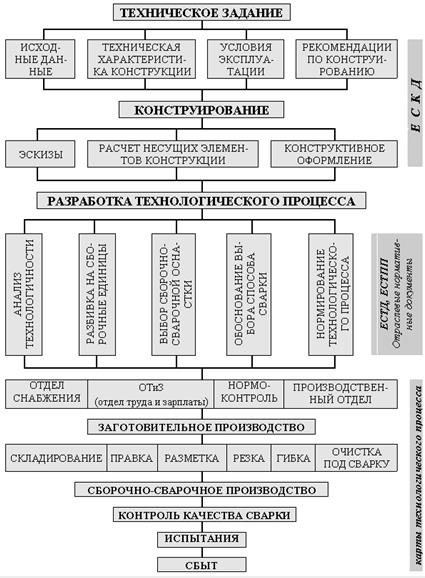 ТЕХНИЧЕСКОЕ ЗАДАНИЕ
ИСХОД-
НЫЕ ДАН-
НЫЕ
ТЕХНИЧЕСКАЯ
ХАРАКТЕРИСТИ-
КА КОНСТРУКЦИИ
УСЛОВИЯ
ЭКСПЛУА-
ТАЦИИ
РЕКОМЕНДАЦИИ
ПО КОНСТРУИ-
РОВАНИЮ
КОНСТРУИРОВАНИЕ
ЭСКИЗЫ
РАСЧЕТ НЕСУЩИХ ЭЛЕМЕН-
ТОВ КОНСТРУКЦИИ
КОНСТРУКТИВНОЕ
ОФОРМЛЕНИЕ
Е С К Д
РАЗРАБОТКА ТЕХНОЛОГИЧЕСКОГО ПРОЦЕССА
АНАЛИЗ
ТЕХНОЛОГИЧНОСТИ
РАЗБИВКА НА СБО-
РОЧНЫЕ ЕДИНИЦЫ
ВЫБОР СБОРОЧНО-
СВАРОЧНОЙ ОСНА-
СТКИ
ОБОСНОВАНИЕ ВЫ-
БОРА СПОСОБА
СВАРКИ
НОРМИРОВАНИЕ
ТЕХНОЛОГИЧЕСКО-
ГО ПРОЦЕССА
ЕСТД, ЕСТПП
Отраслевые норматив-
ные документы
ОТДЕЛ
СНАБЖЕНИЯ
ОТиЗ
(отдел труда и зарплаты)
НОРМО-
КОНТРОЛЬ
ПРОИЗВОДСТВЕН-
НЫЙ ОТДЕЛ
ЗАГОТОВИТЕЛЬНОЕ ПРОИЗВОДСТВО
СКЛАДИРОВАНИЕ
ПРАВКА
РАЗМЕТКА
РЕЗКА
ГИБКА
ОЧИСТКА
ПОД СВАРКУ
СБОРОЧНО-СВАРОЧНОЕ ПРОИЗВОДСТВО
КОНТРОЛЬ КАЧЕСТВА СВАРКИ
ИСПЫТАНИЯ
СБЫТ
карты технологического процесса